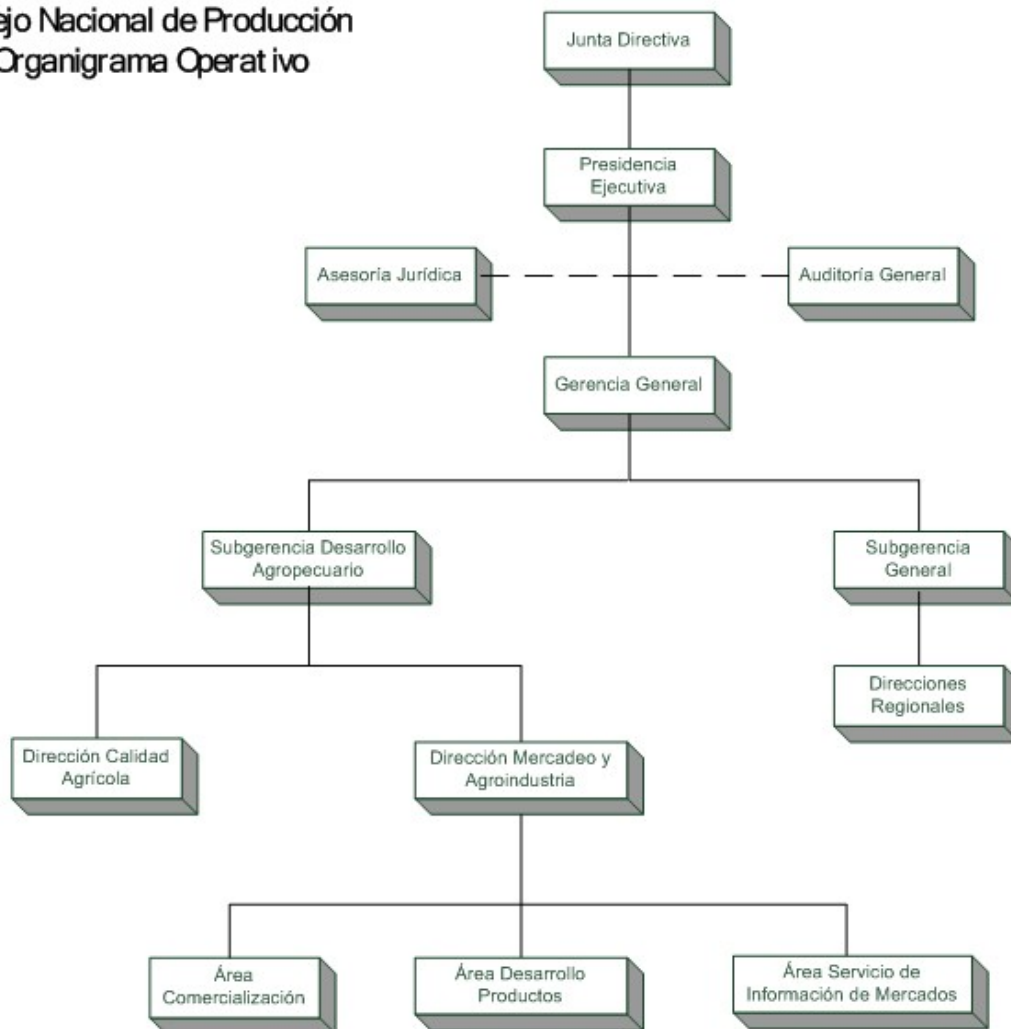 ejo Nacional de Producción
Organigrama Operativo
Junta Directiva
Presidencia
Ejecutiva
Asesoría Jurídica
Auditoría General
Gerencia General
Subgerencia Desarrollo
Agropecuario
Subgerencia
General
Direcciones
Regionales
Dirección Calidad
Agrícola
Dirección Mercadeo y
Agroindustria
Área
Comercialización
Área Desarrollo
Productos
Área Servicio de
Información de Mercados